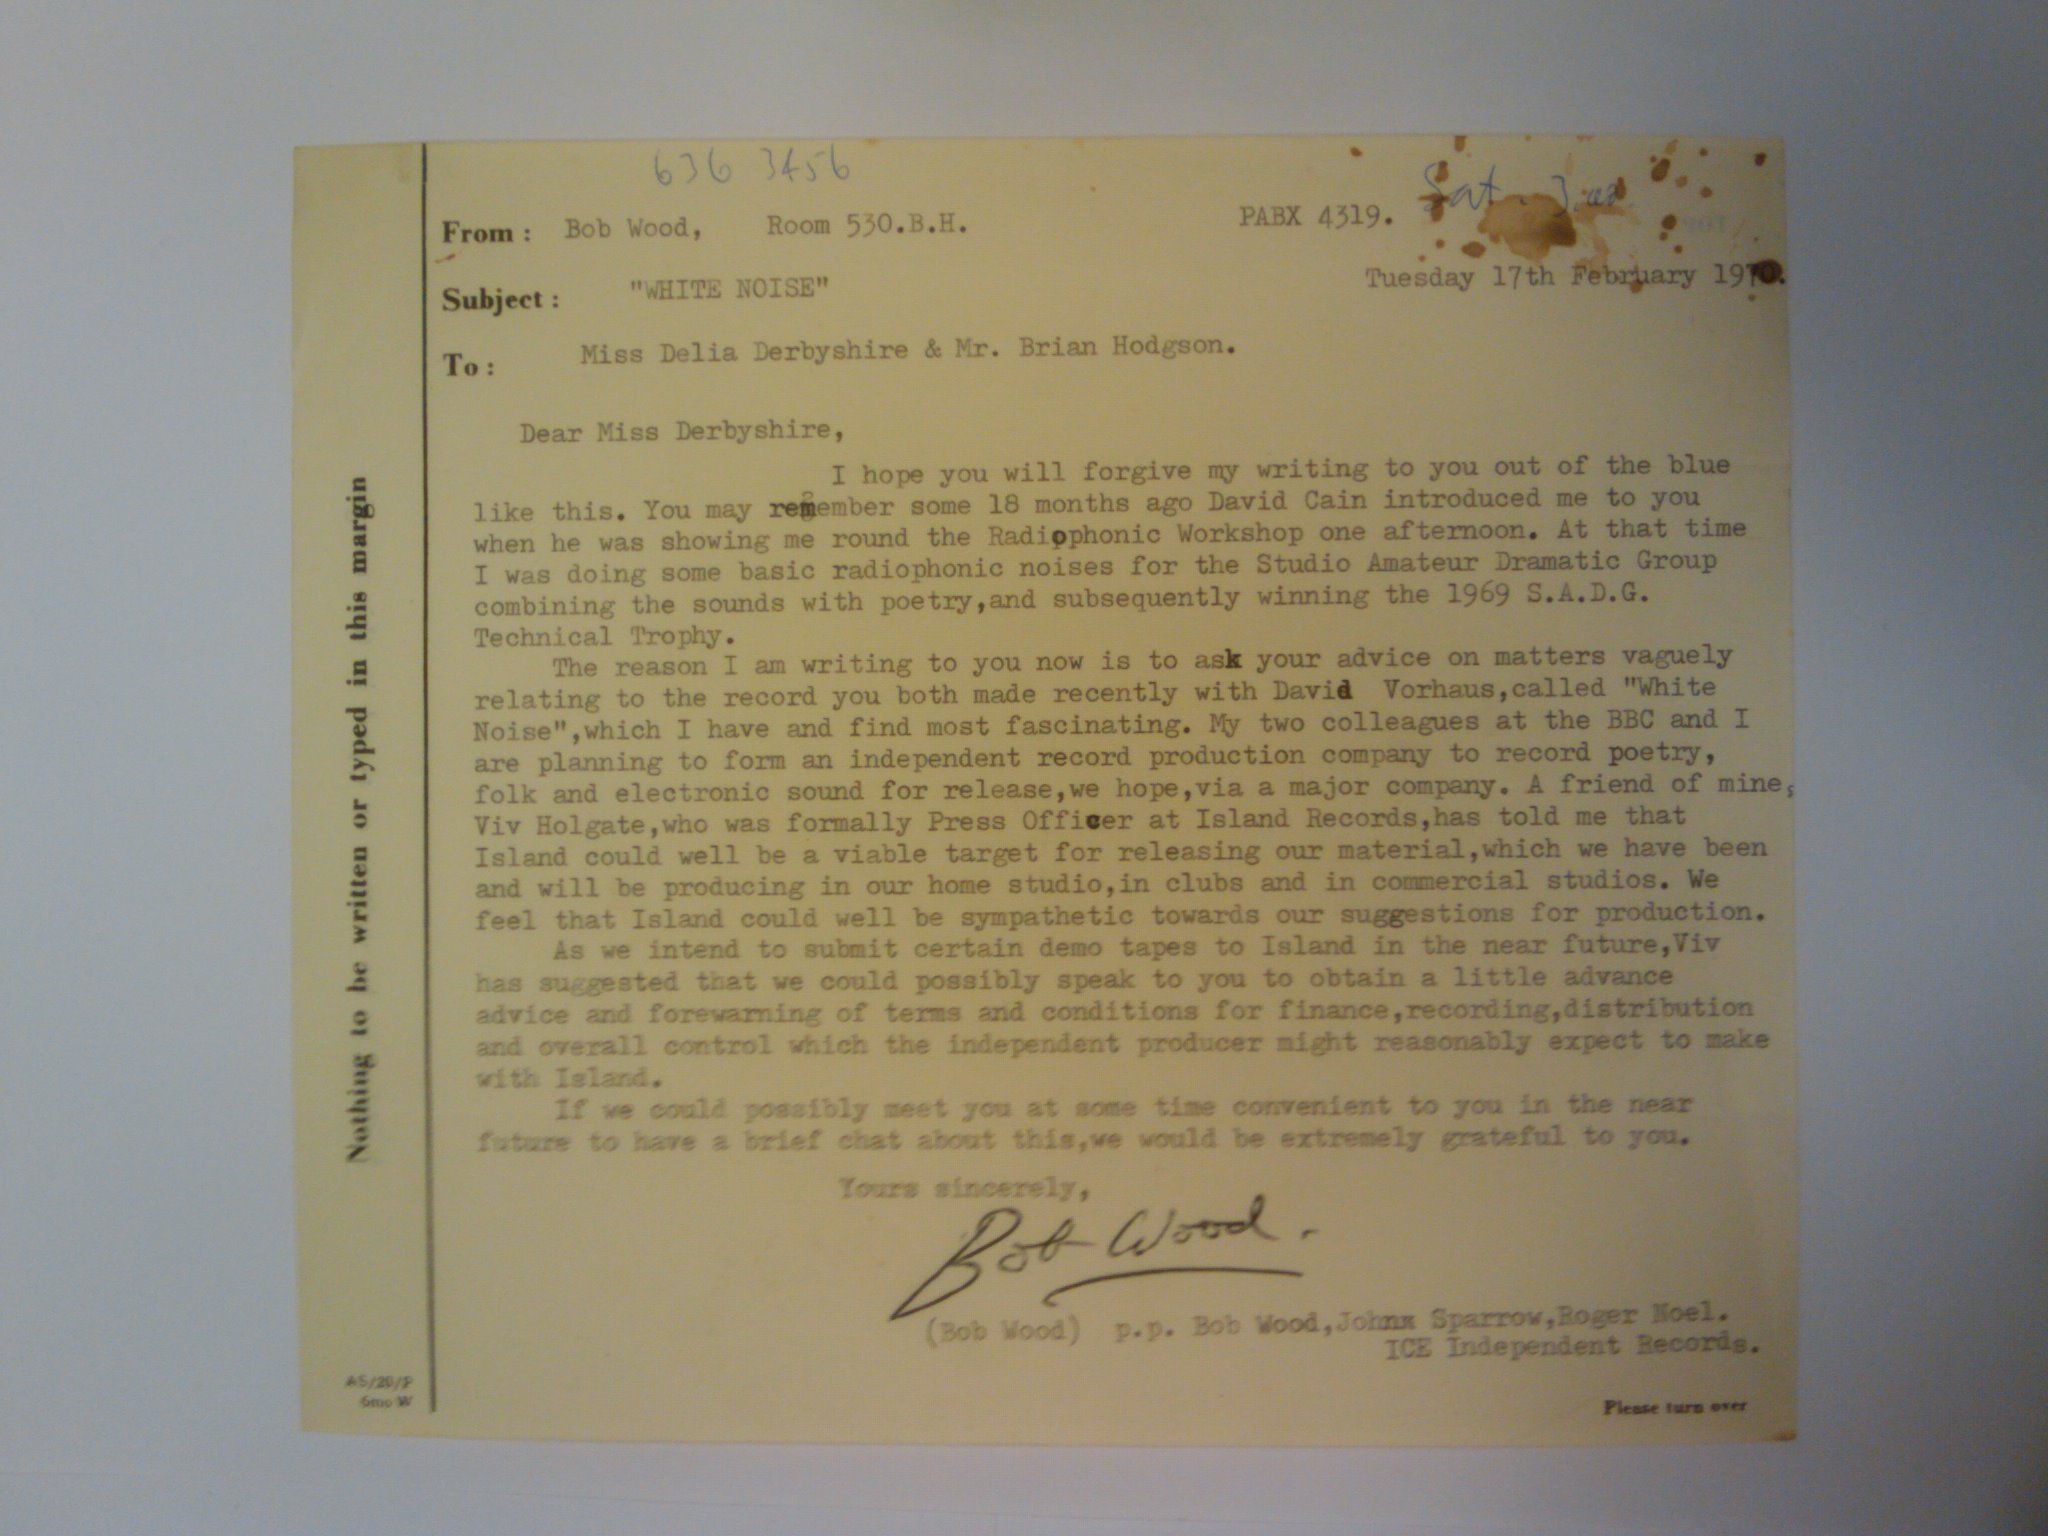 636 3456
From : Bob Wood, Room 530.B.H. PABX 4319. Sat.
Tuesday 17th February 1970.
Subject : "WHITE NOISE"
To : Miss Delia Derbyshire & Mr. Brian Hodgson.
Dear Miss Derbyshire,
I hope you will forgive my writing to you out of the blue
like this. You may remember some 18 months ago David Cain introduced me to you
when he was showing me round the Radiophonic Workshop one afternoon. At that time
I was doing some basic radiophonic noises for the Studio Amateur Dramatic Group
combining the sounds with poetry,and subsequently winning the 1969 S.A.D.G.
Technical Trophy.
The reason I am writing to you now is to ask your advice on matters vaguely
relating to the record you both made recently with David Vorhaus,called "White
Noise",which I have and find most fascinating. My two colleagues at the BBC and I
are planning to form an independent record production company to record poetry,
folk and electronic sound for release,we hope,via a major company. A friend of mine,
Viv Holgate,who was formally Press Officer at Island Records,has told me that
Island could well be a viable target for releasing our material,which we have been
and will be producing in our home studio,in clubs and in commercial studios. We
feel that Island could well be sympathetic towards our suggestions for production.
As we intend to submit certain demo tapes to Island in the near future,Viv
has suggested that we could possibly speak to you to obtain a little advance
advice and forewarning of terms and conditions for finance,recording,distribution
and overall control which the independent producer might reasonably expect to make
with Island.
If we could possibly meet you at some time convenient to you in the near
future to have a brief chat about this,we would be extremely grateful to you.
Yours sincerely,
Bob Wood.
(Bob Wood) p.p. Bob Wood,Johnx Sparrow,Roger Noel.
ICE Independent Records.
Please turn over
Nothing to be written or typed in this margin
AS/20/P
6mo W